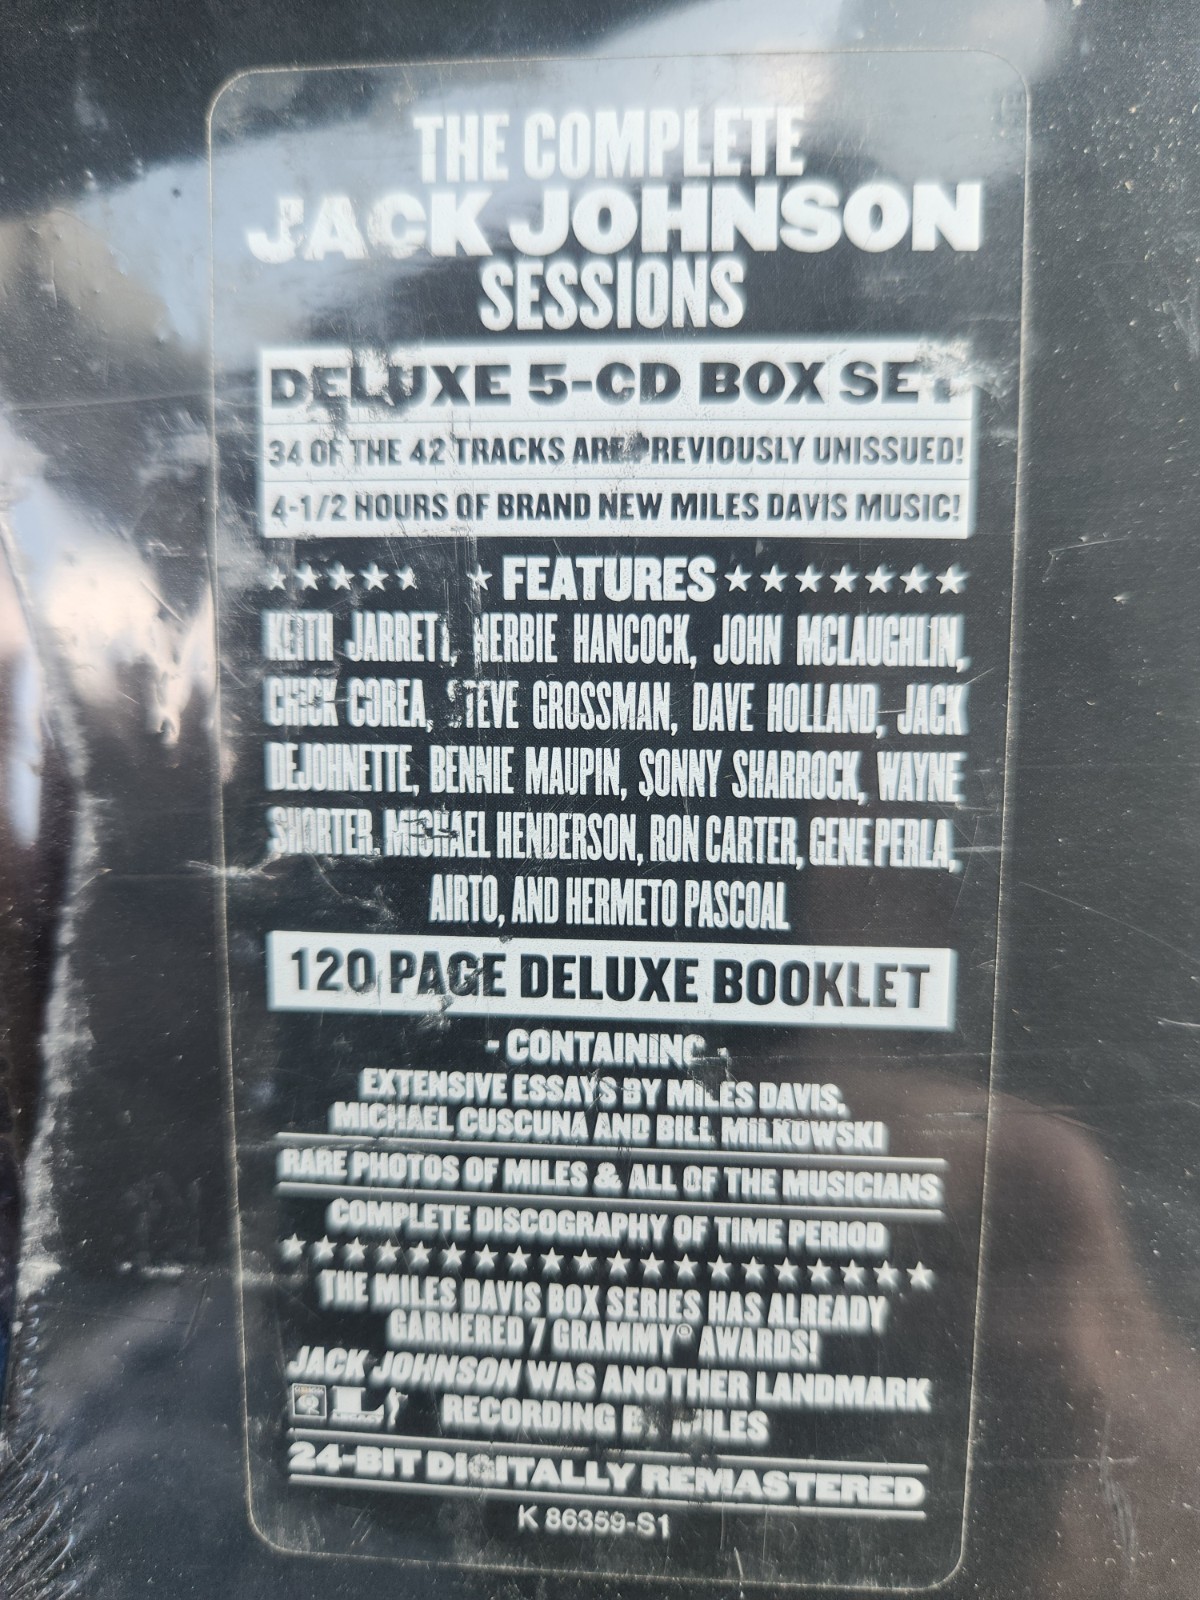 THE COMPLETE
JACK JOHNSON
SESSIONS
DELUXE 5-CD BOX SET
34 OF THE 42 TRACKS ARE PREVIOUSLY UNISSUED!
4-1/2 HOURS OF BRAND NEW MILES DAVIS MUSIC!
★★★★★ ★ FEATURES ★★★★★★★
KEITH JARRETT, HERBIE HANCOCK, JOHN MCLAUGHLIN,
CHICK COREA, STEVE GROSSMAN, DAVE HOLLAND, JACK
DEJOHNETTE, BENNIE MAUPIN, SONNY SHARROCK, WAYNE
SHORTER, MICHAEL HENDERSON, RON CARTER, GENE PERLA,
AIRTO, AND HERMETO PASCOAL
120 PAGE DELUXE BOOKLET
- CONTAINING -
EXTENSIVE ESSAYS BY MILES DAVIS,
MICHAEL CUSCUNA AND BILL MILKOWSKI
RARE PHOTOS OF MILES & ALL OF THE MUSICIANS
COMPLETE DISCOGRAPHY OF TIME PERIOD
★★★★★★★★★★★★★★★★★★★★
THE MILES DAVIS BOX SERIES HAS ALREADY
GARNERED 7 GRAMMY® AWARDS!
JACK JOHNSON WAS ANOTHER LANDMARK
RECORDING BY MILES
COLUMBIA L LEGACY
24-BIT DIGITALLY REMASTERED
K 86359-S1